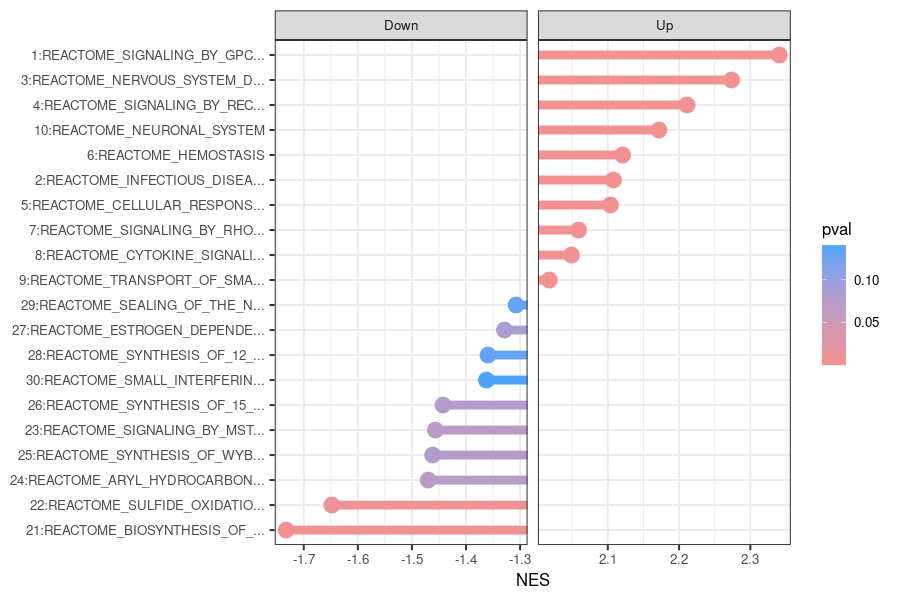 Down
Up
1:REACTOME_SIGNALING_BY_GPC...
3:REACTOME_NERVOUS_SYSTEM_D...
4:REACTOME_SIGNALING_BY_REC...
10:REACTOME_NEURONAL_SYSTEM
6:REACTOME_HEMOSTASIS
2:REACTOME_INFECTIOUS_DISEA...
5:REACTOME_CELLULAR_RESPONS...
7:REACTOME_SIGNALING_BY_RHO...
8:REACTOME_CYTOKINE_SIGNALI...
9:REACTOME_TRANSPORT_OF_SMA...
29:REACTOME_SEALING_OF_THE_N...
27:REACTOME_ESTROGEN_DEPENDE...
28:REACTOME_SYNTHESIS_OF_12_...
30:REACTOME_SMALL_INTERFERIN...
26:REACTOME_SYNTHESIS_OF_15_...
23:REACTOME_SIGNALING_BY_MST...
25:REACTOME_SYNTHESIS_OF_WYB...
24:REACTOME_ARYL_HYDROCARBON...
22:REACTOME_SULFIDE_OXIDATIO...
21:REACTOME_BIOSYNTHESIS_OF_...
-1.7 -1.6 -1.5 -1.4 -1.3
2.1 2.2 2.3
NES
pval
0.10
0.05